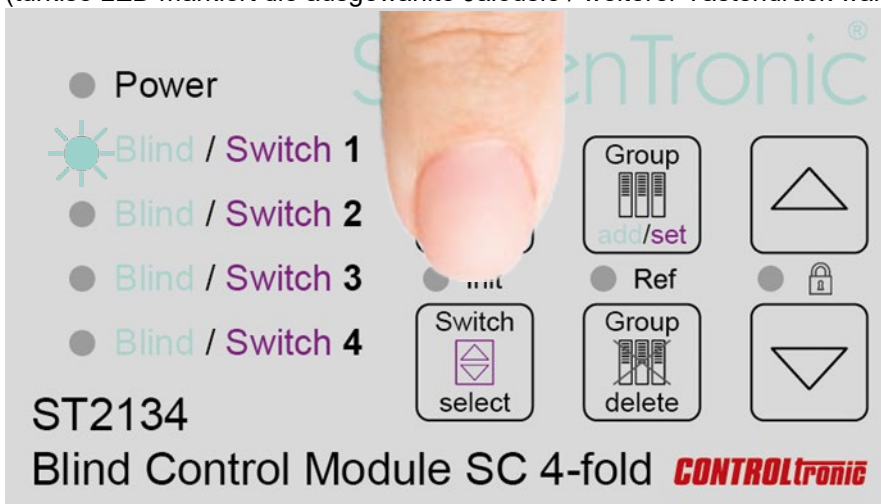 Power
Blind / Switch 1
Blind / Switch 2
Blind / Switch 3
Blind / Switch 4
Group
add/set
Ref
Switch
select
Group
delete
ST2134
Blind Control Module SC 4-fold CONTROLtronic